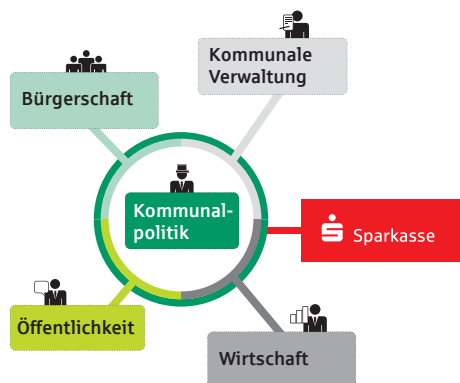 Kommunale
Verwaltung
Bürgerschaft
Kommunal-
politik
Sparkasse
Öffentlichkeit
Wirtschaft